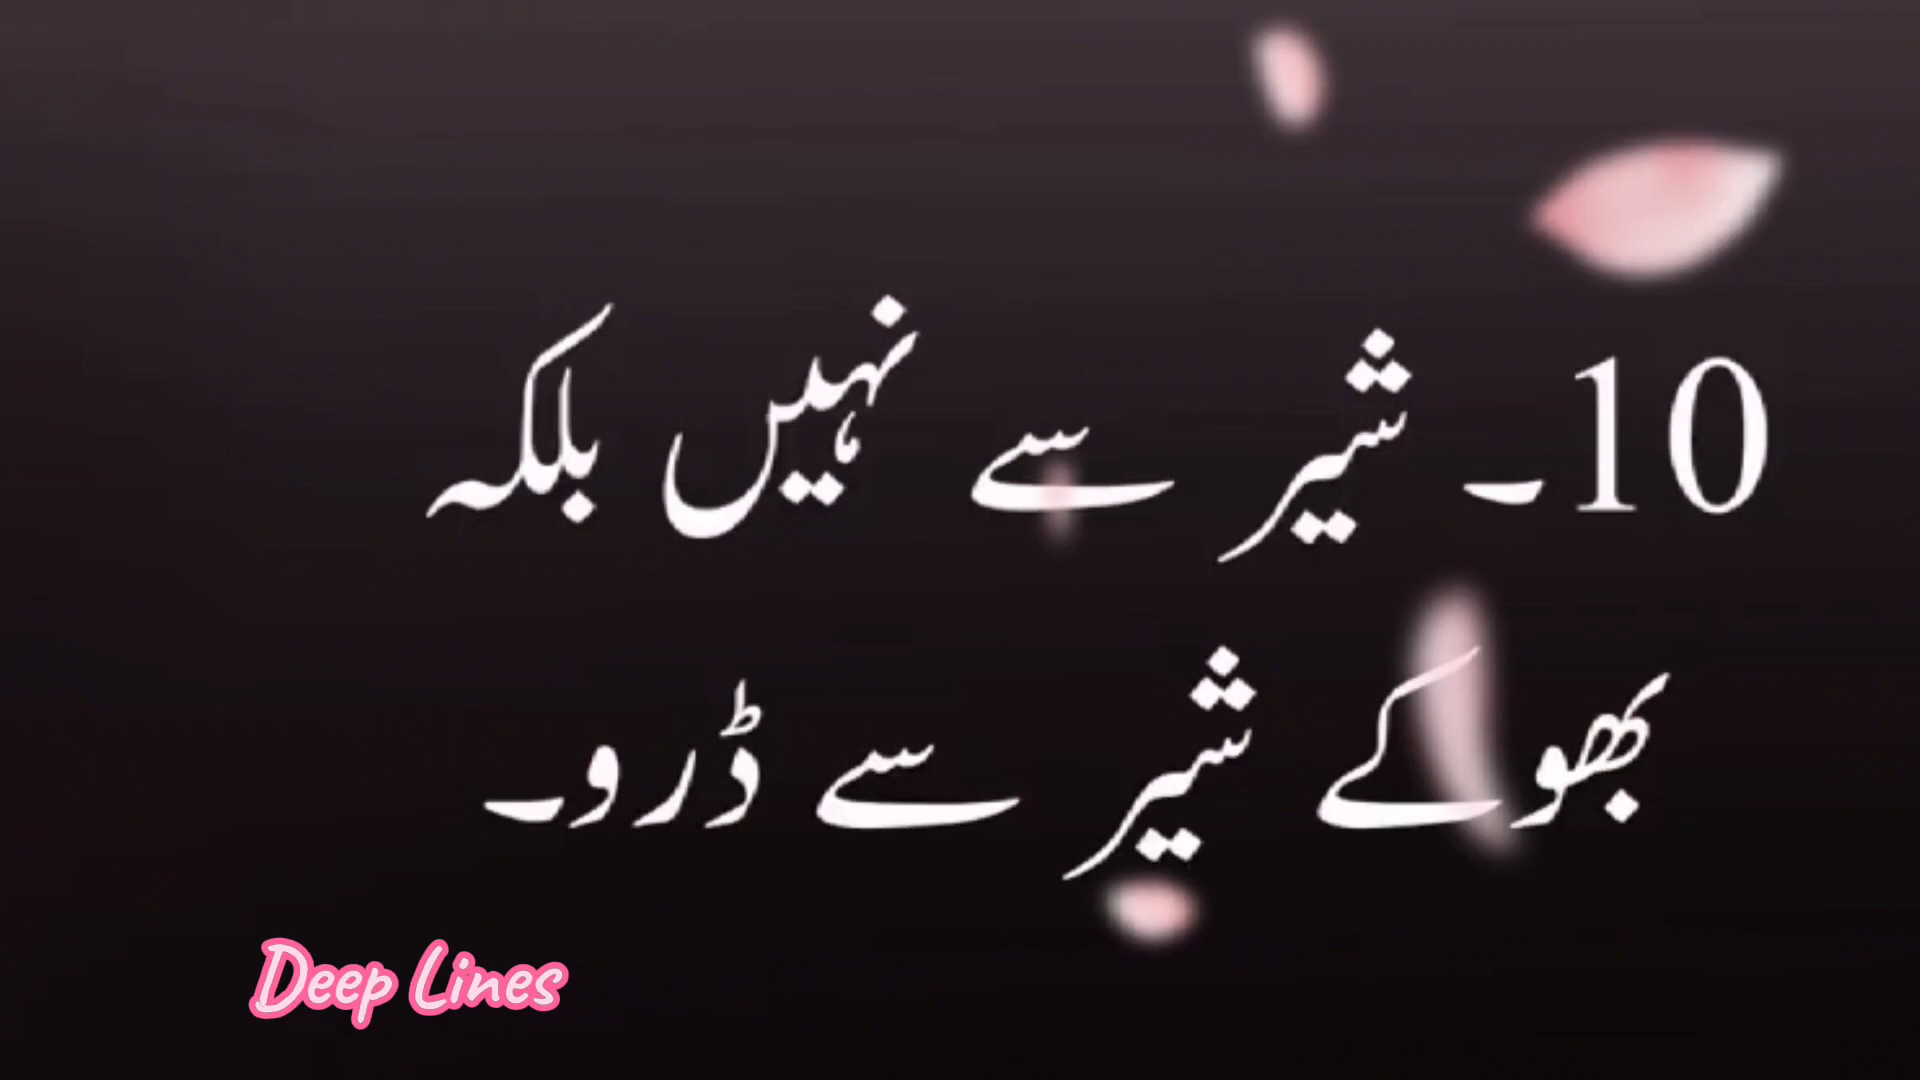 10۔ شیر سے نہیں بلکہ
بھوکے شیر سے ڈرو۔
Deep Lines